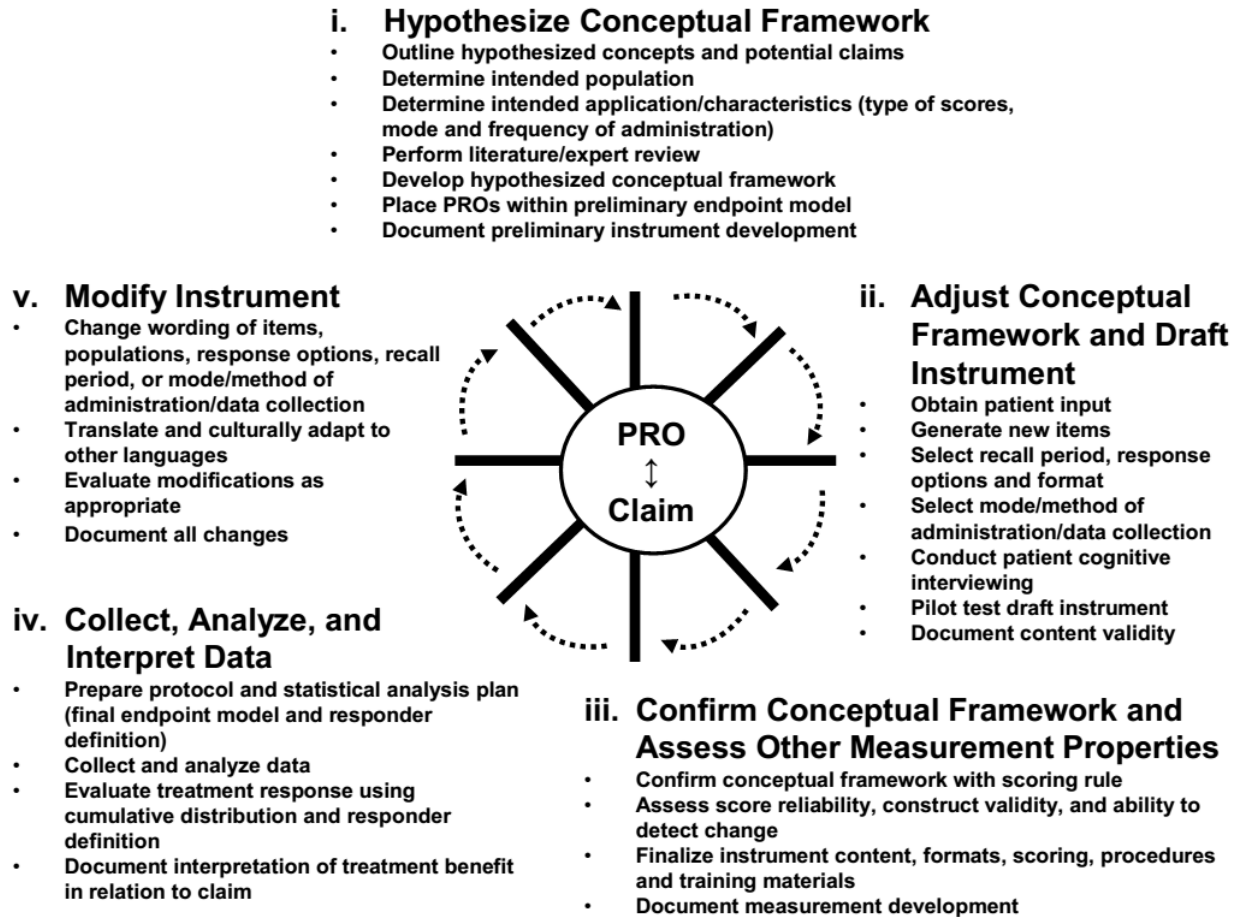 i. Hypothesize Conceptual Framework
• Outline hypothesized concepts and potential claims
• Determine intended population
• Determine intended application/characteristics (type of scores,
mode and frequency of administration)
• Perform literature/expert review
• Develop hypothesized conceptual framework
• Place PROs within preliminary endpoint model
• Document preliminary instrument development
v. Modify Instrument
• Change wording of items,
populations, response options, recall
period, or mode/method of
administration/data collection
• Translate and culturally adapt to
other languages
• Evaluate modifications as
appropriate
• Document all changes
PRO
↕
Claim
ii. Adjust Conceptual
Framework and Draft
Instrument
• Obtain patient input
• Generate new items
• Select recall period, response
options and format
• Select mode/method of
administration/data collection
• Conduct patient cognitive
interviewing
• Pilot test draft instrument
• Document content validity
iv. Collect, Analyze, and
Interpret Data
• Prepare protocol and statistical analysis plan
(final endpoint model and responder
definition)
• Collect and analyze data
• Evaluate treatment response using
cumulative distribution and responder
definition
• Document interpretation of treatment benefit
in relation to claim
iii. Confirm Conceptual Framework and
Assess Other Measurement Properties
• Confirm conceptual framework with scoring rule
• Assess score reliability, construct validity, and ability to
detect change
• Finalize instrument content, formats, scoring, procedures
and training materials
• Document measurement development